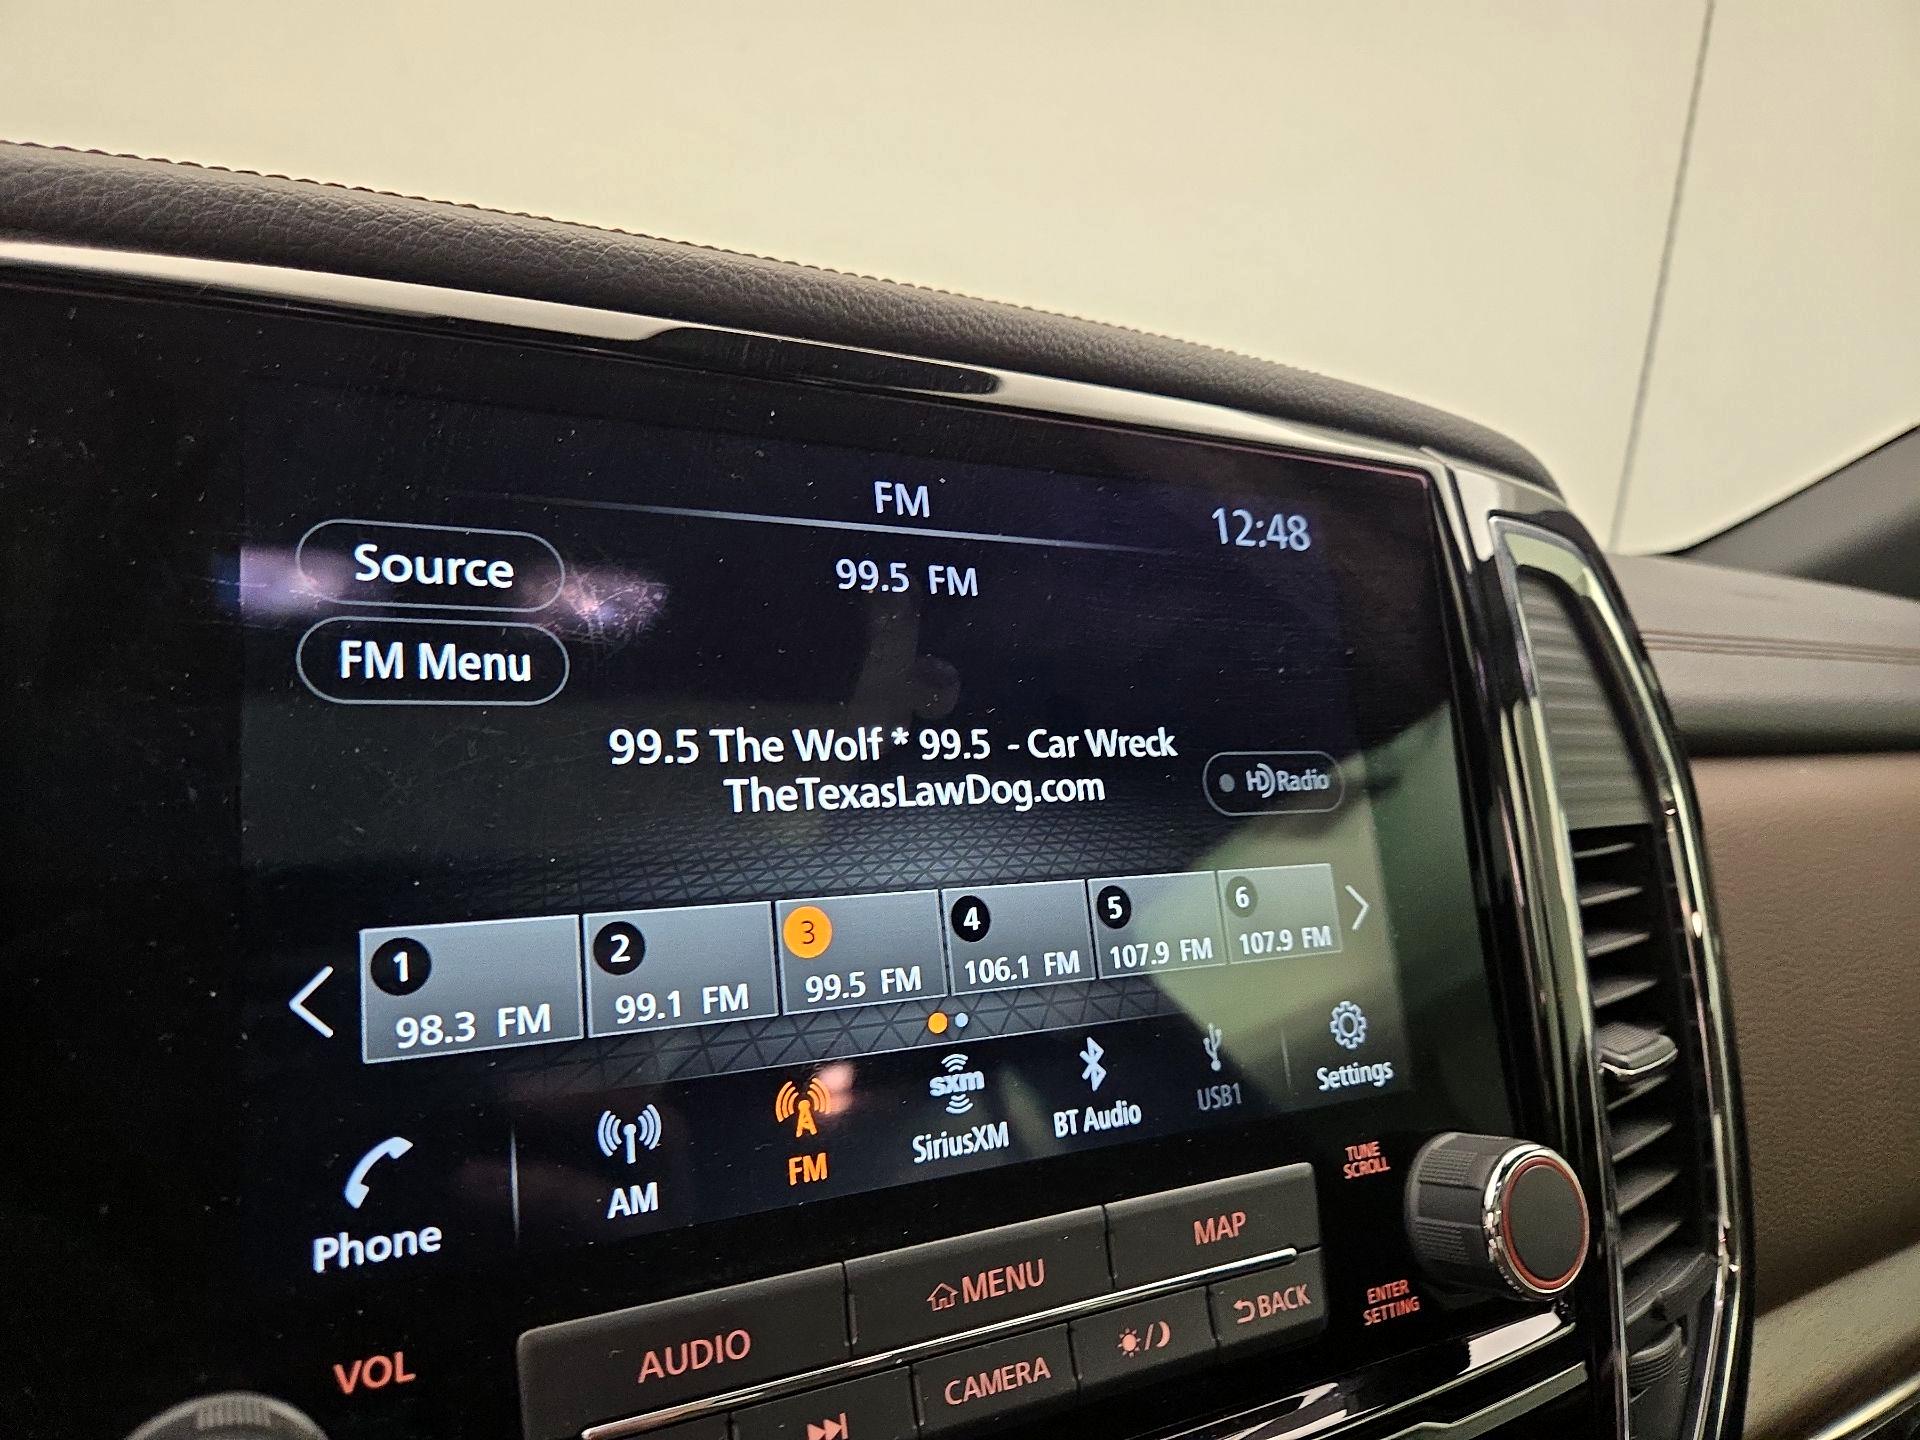 FM
12:48
Source
99.5 FM
FM Menu
99.5 The Wolf * 99.5 - Car Wreck
TheTexasLawDog.com
HD Radio
1
98.3 FM
2
99.1 FM
3
99.5 FM
4
106.1 FM
5
107.9 FM
6
107.9 FM
Phone
AM
FM
sxm
SiriusXM
BT Audio
USB1
Settings
TUNE
SCROLL
VOL
AUDIO
MENU
MAP
CAMERA
BACK
ENTER
SETTING